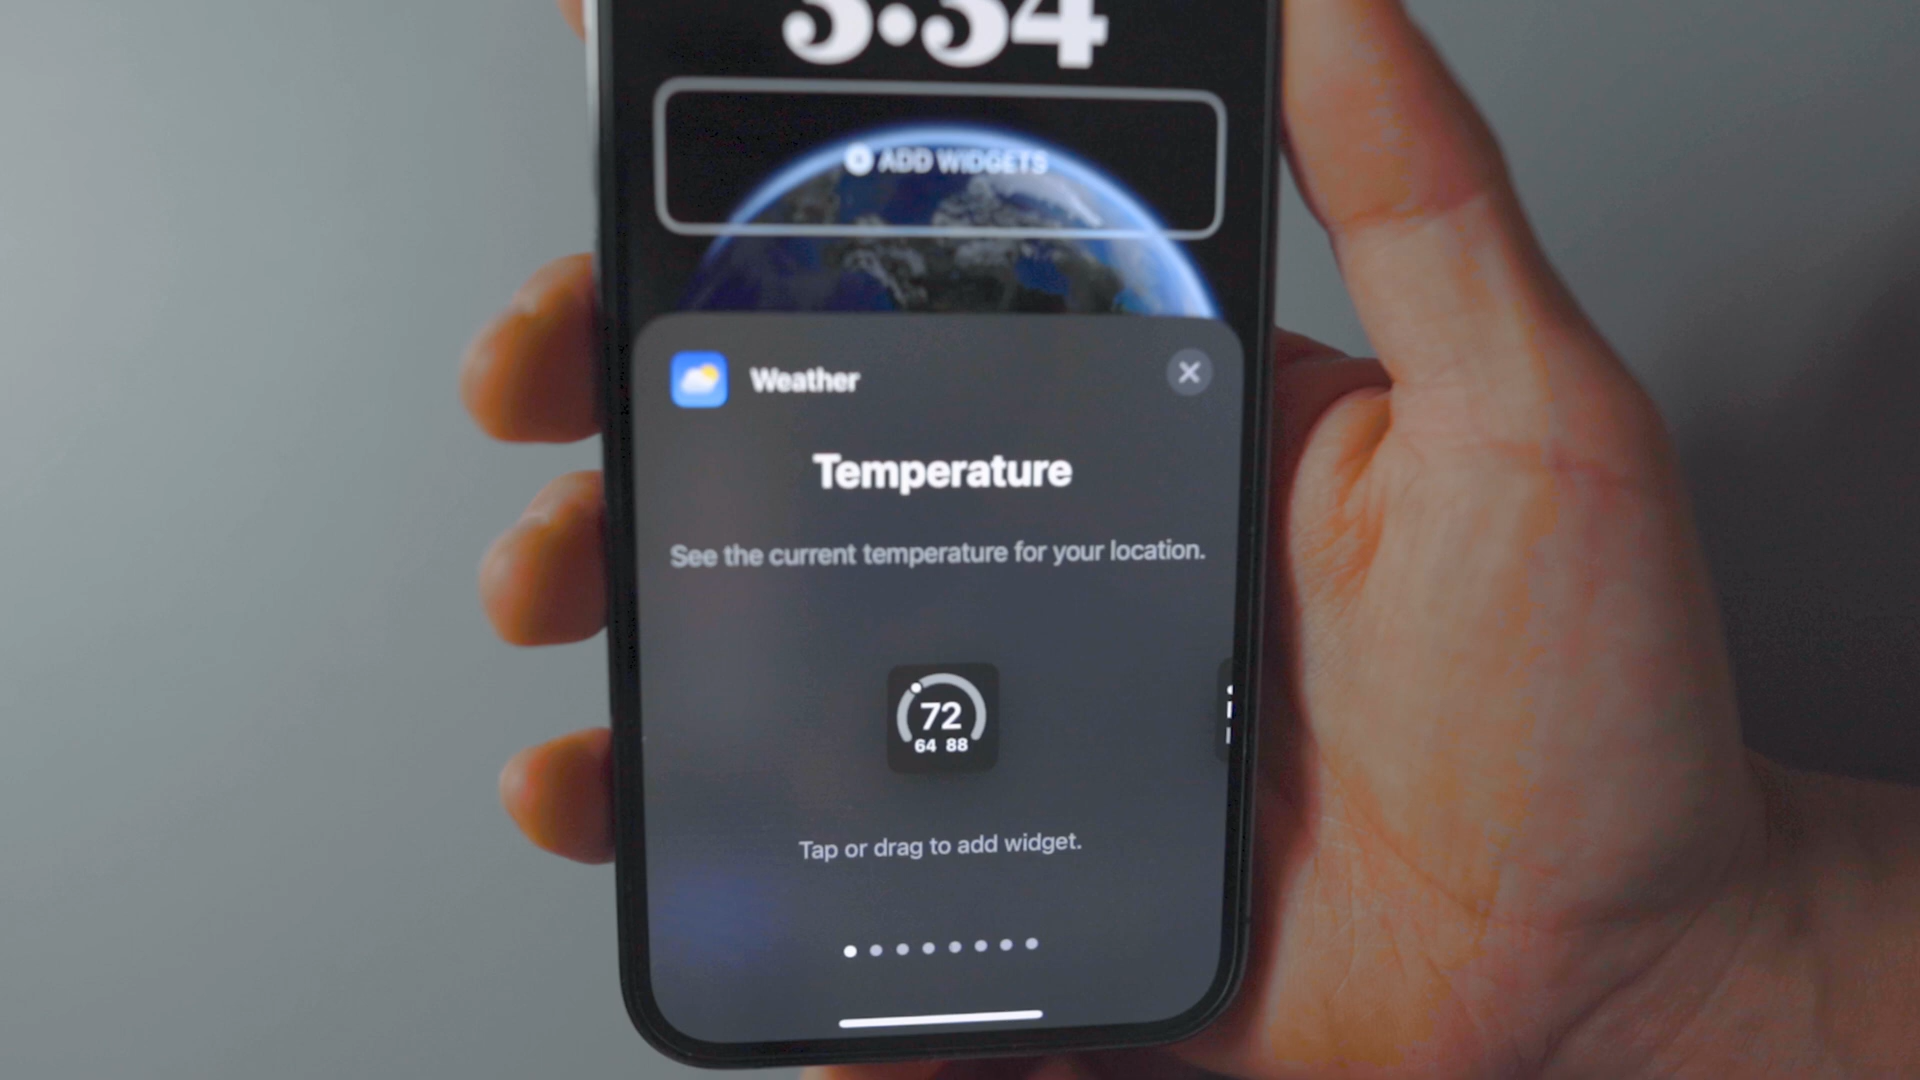 3:34
ADD WIDGETS
Weather
Temperature
See the current temperature for your location.
72
64 88
Tap or drag to add widget.